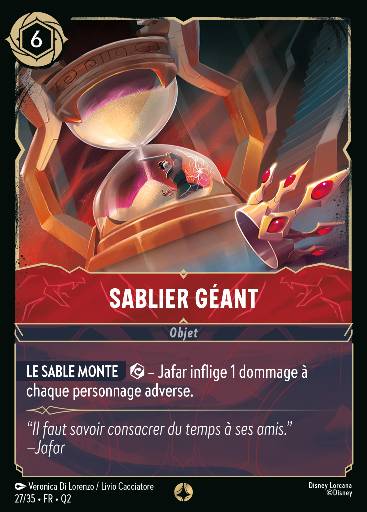 6
SABLIER GÉANT
Objet
LE SABLE MONTE – Jafar inflige 1 dommage à
chaque personnage adverse.
“Il faut savoir consacrer du temps à ses amis.”
–Jafar
Veronica Di Lorenzo / Livio Cacciatore
27/35 • FR • Q2
Disney Lorcana
©Disney